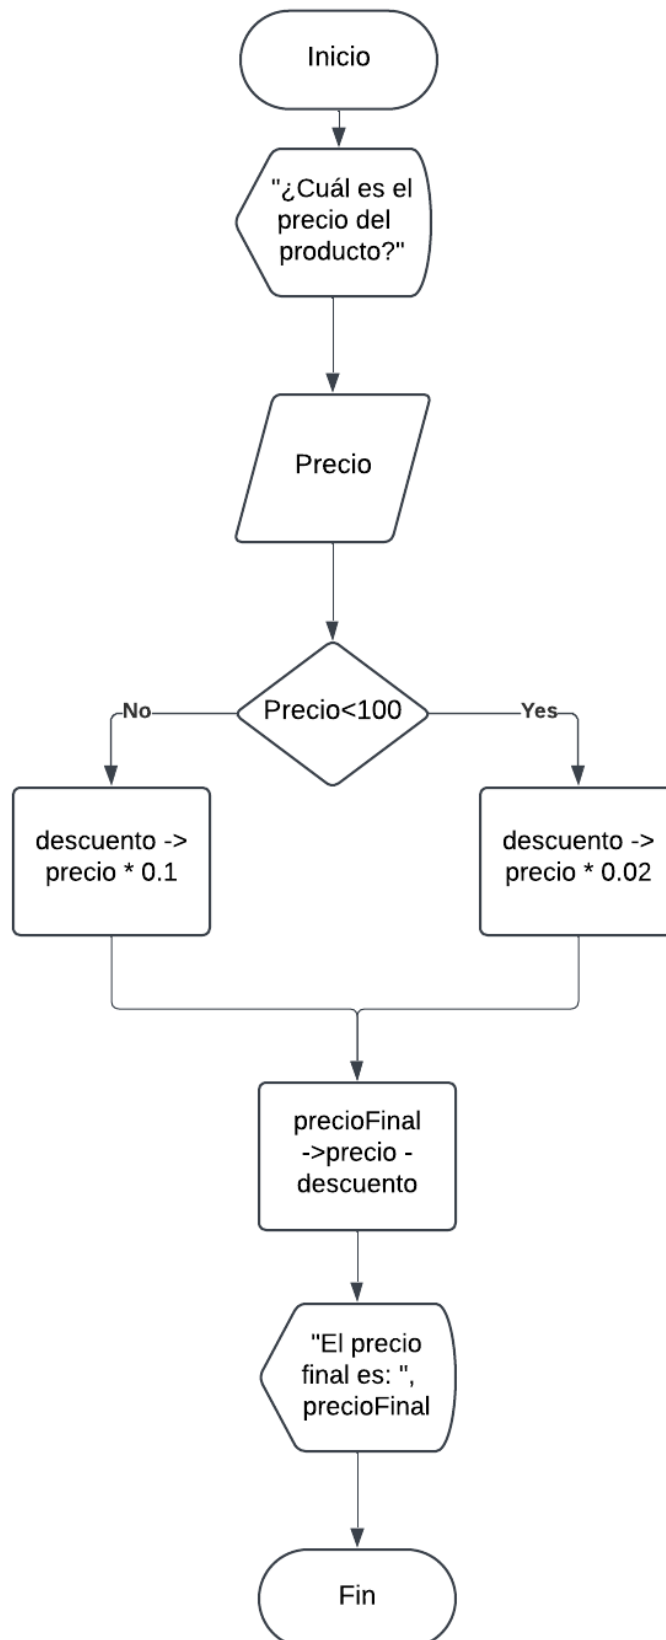 Inicio
"¿Cuál es el
precio del
producto?"
Precio
Precio<100
No
Yes
descuento ->
precio * 0.1
descuento ->
precio * 0.02
precioFinal
->precio -
descuento
"El precio
final es: ",
precioFinal
Fin